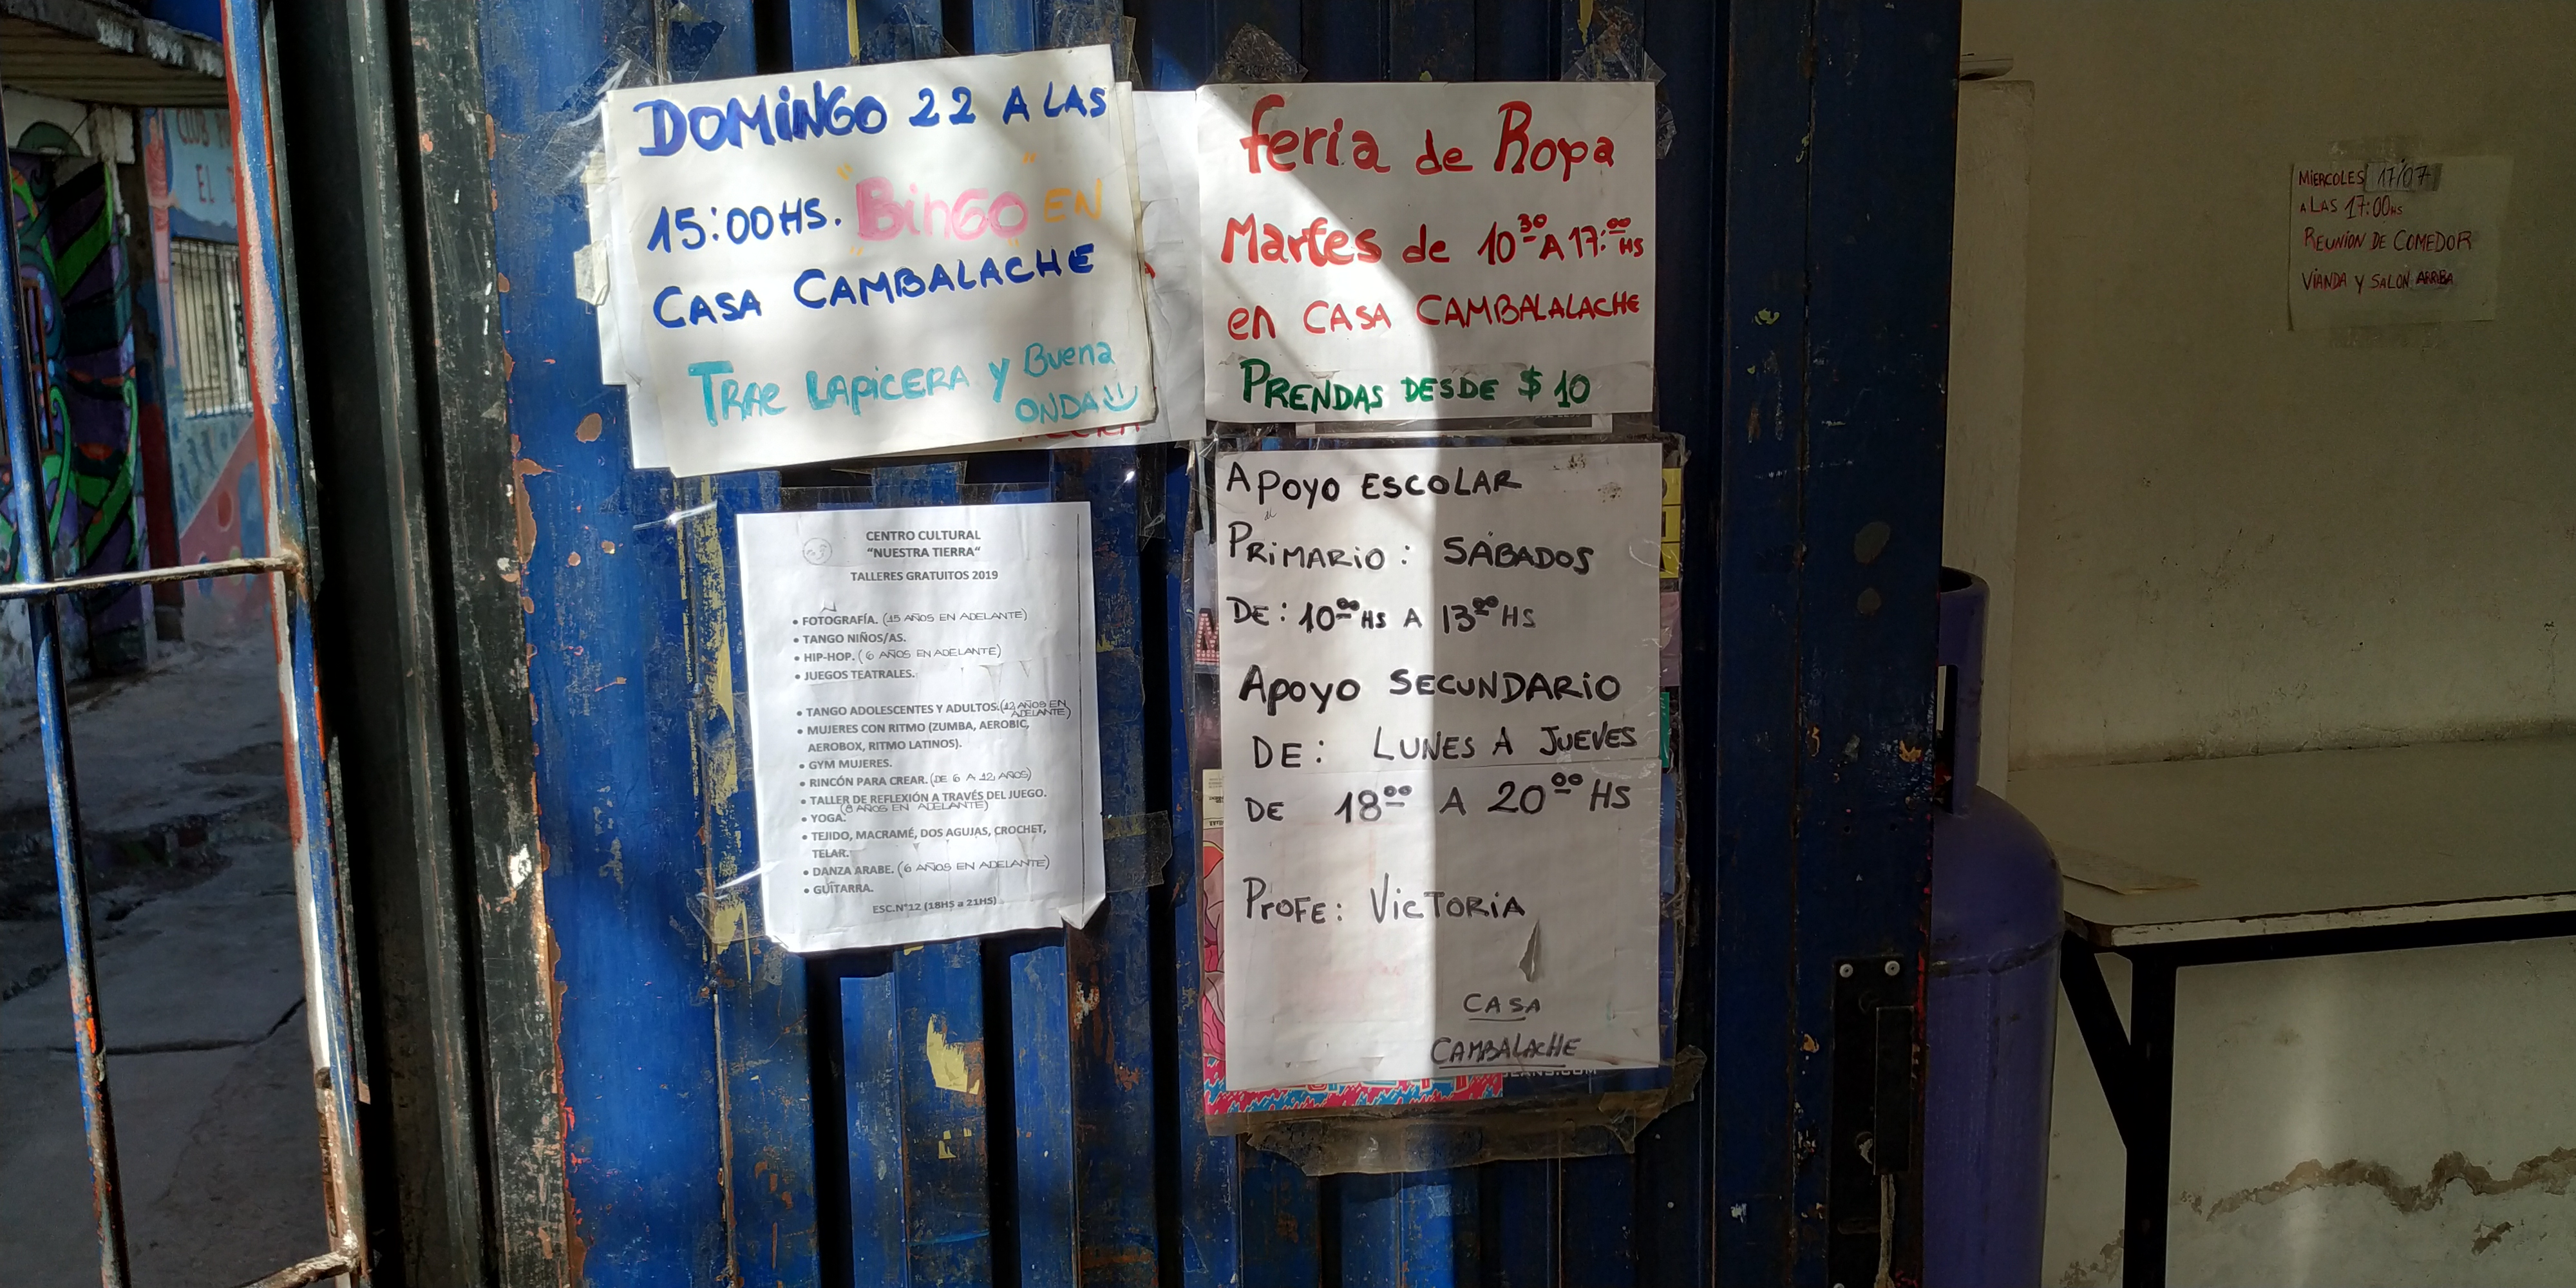 DOMINGO 22 A LAS
15:00HS. "BinGO" EN
CASA CAMBALACHE
TRAE LAPICERA Y Buena
ONDA
feria de Ropa
Martes de 10 30 A 17:00 HS
en CASA CAMBALALACHE
PRENDAS DESDE $10
CENTRO CULTURAL
"NUESTRA TIERRA"
TALLERES GRATUITOS 2019
• FOTOGRAFÍA. (15 AÑOS EN ADELANTE)
• TANGO NIÑOS/AS.
• HIP-HOP. (6 AÑOS EN ADELANTE)
• JUEGOS TEATRALES.
• TANGO ADOLESCENTES Y ADULTOS. (12 AÑOS EN
ADELANTE)
• MUJERES CON RITMO (ZUMBA, AEROBIC,
AEROBOX, RITMO LATINOS).
• GYM MUJERES.
• RINCÓN PARA CREAR. (DE 6 A 12 AÑOS)
• TALLER DE REFLEXIÓN A TRAVÉS DEL JUEGO.
(8 AÑOS EN ADELANTE)
• YOGA.
• TEJIDO, MACRAMÉ, DOS AGUJAS, CROCHET,
TELAR.
• DANZA ARABE. (6 AÑOS EN ADELANTE)
• GUITARRA.
ESC.N°12 (18HS a 21HS)
APOYO ESCOLAR
PRIMARIO: SÁBADOS
DE: 10 00 HS A 13 00 HS
APOYO SECUNDARIO
DE: LUNES A JUEVES
DE 18 00 A 20 00 HS
PROFE: VICTORIA
CASA
CAMBALACHE
MIERCOLES 17/07
A LAS 17:00HS
REUNION DE COMEDOR
VIANDA Y SALON ARRIBA